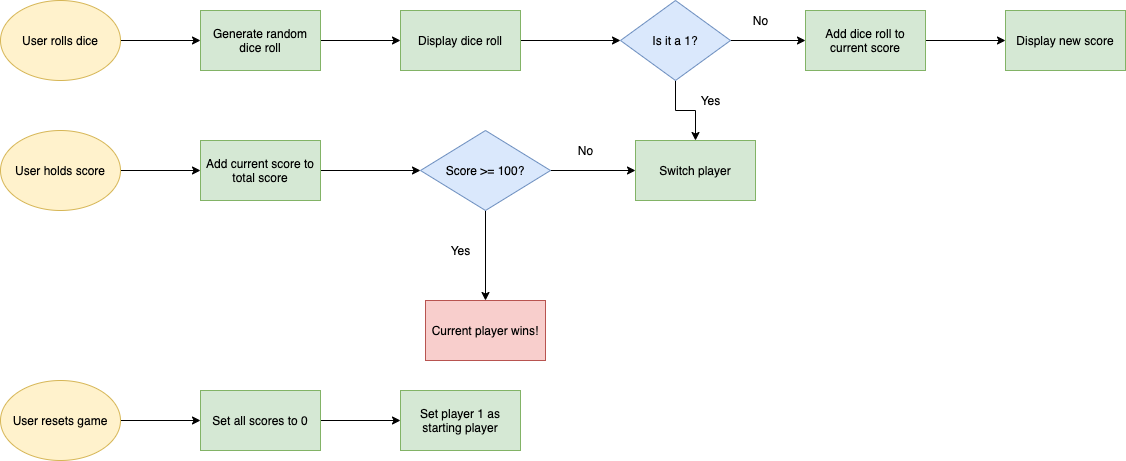 User rolls dice
Generate random
dice roll
Display dice roll
Is it a 1?
No
Add dice roll to
current score
Display new score
Yes
User holds score
Add current score to
total score
Score >= 100?
No
Switch player
Yes
Current player wins!
User resets game
Set all scores to 0
Set player 1 as
starting player